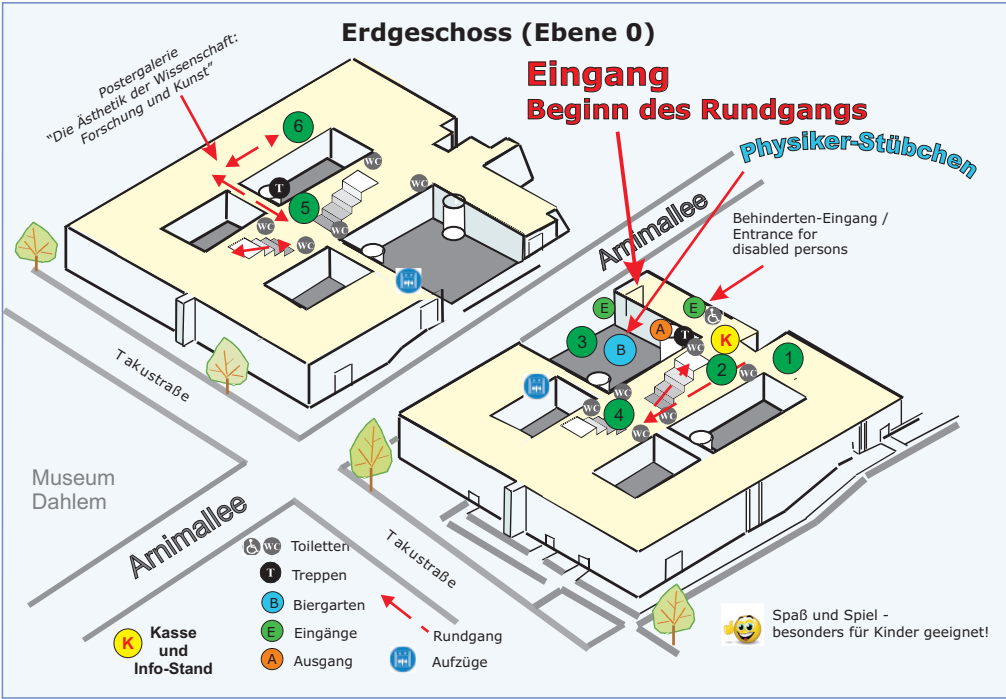 Erdgeschoss (Ebene 0)
Eingang
Beginn des Rundgangs
Physiker-Stübchen
Postergalerie
"Die Ästhetik der Wissenschaft:
Forschung und Kunst"
Behinderten-Eingang /
Entrance for
disabled persons
Arnimallee
6
WC
T
WC
5
WC
WC
WC
E
E
A
T
K
3
B
WC
1
2
WC
WC
WC
4
WC
WC
Takustraße
Museum
Dahlem
Arnimallee
Takustraße
WC Toiletten
T Treppen
B Biergarten
E Eingänge
A Ausgang
Rundgang
Aufzüge
K Kasse
und
Info-Stand
Spaß und Spiel -
besonders für Kinder geeignet!